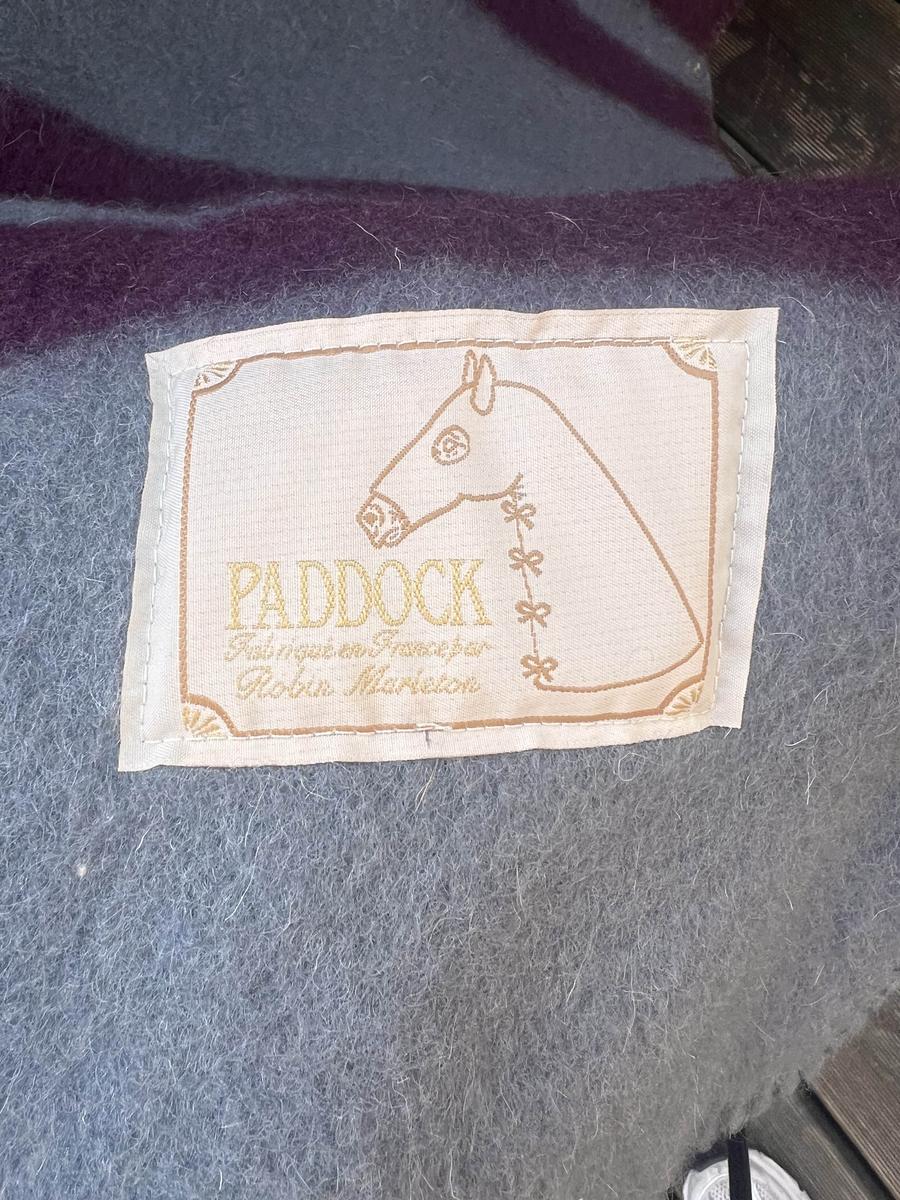 PADDOCK
Fabriqué en France par
Robin Marieton